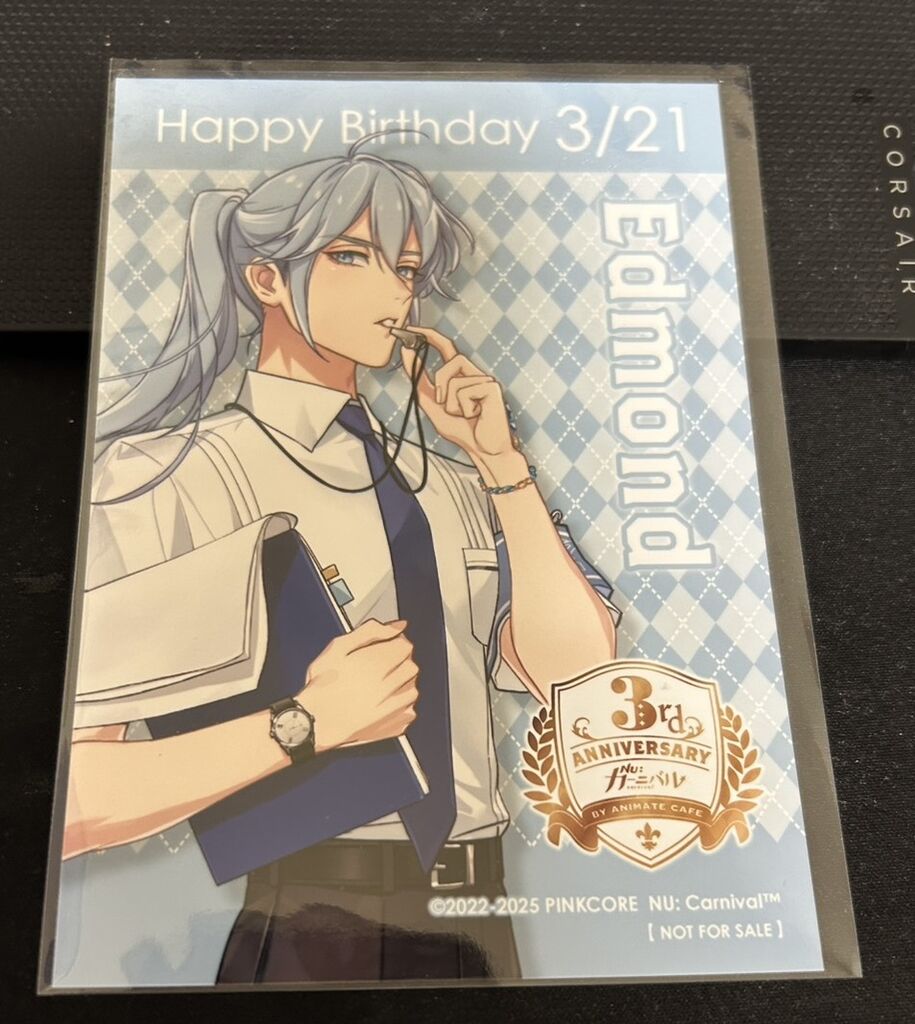 Happy Birthday 3/21
Edmond
3rd
ANNIVERSARY
NU:
カーニバル
BY ANIMATE CAFE
©2022-2025 PINKCORE NU: Carnival™
[ NOT FOR SALE ]
CORSAIR